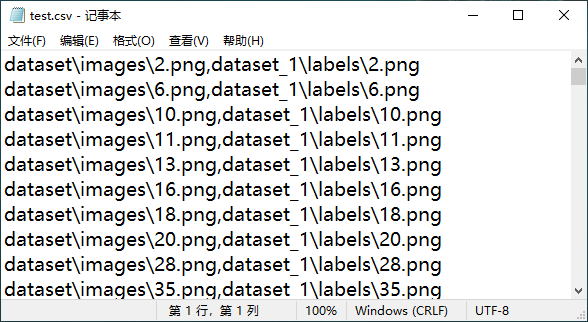 test.csv - 记事本
文件(F) 编辑(E) 格式(O) 查看(V) 帮助(H)
dataset\images\2.png,dataset_1\labels\2.png
dataset\images\6.png,dataset_1\labels\6.png
dataset\images\10.png,dataset_1\labels\10.png
dataset\images\11.png,dataset_1\labels\11.png
dataset\images\13.png,dataset_1\labels\13.png
dataset\images\16.png,dataset_1\labels\16.png
dataset\images\18.png,dataset_1\labels\18.png
dataset\images\20.png,dataset_1\labels\20.png
dataset\images\28.png,dataset_1\labels\28.png
dataset\images\35.png,dataset_1\labels\35.png
第 1 行，第 1 列 100% Windows (CRLF) UTF-8